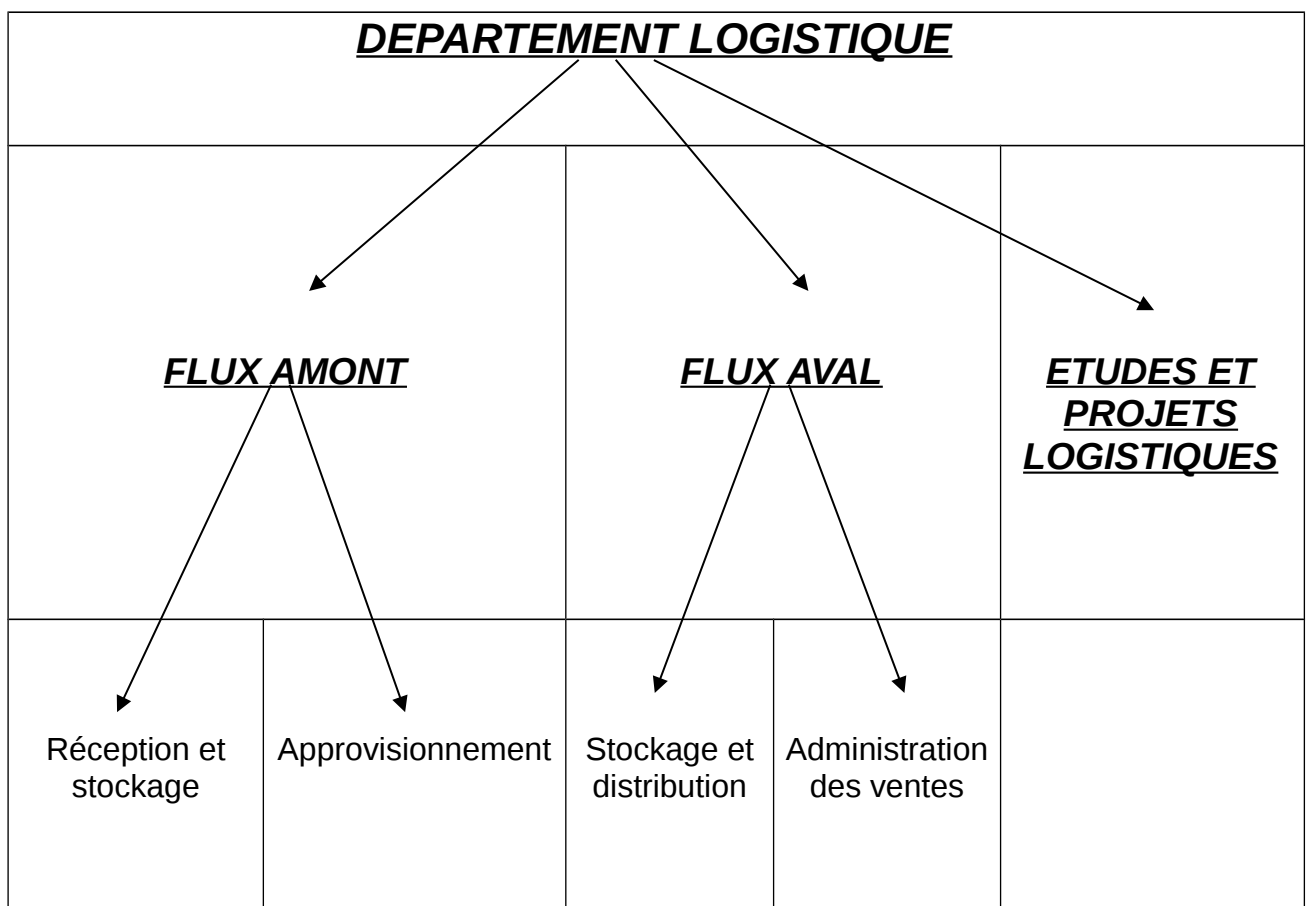 DEPARTEMENT LOGISTIQUE
FLUX AMONT
FLUX AVAL
ETUDES ET
PROJETS
LOGISTIQUES
Réception et
stockage
Approvisionnement
Stockage et
distribution
Administration
des ventes